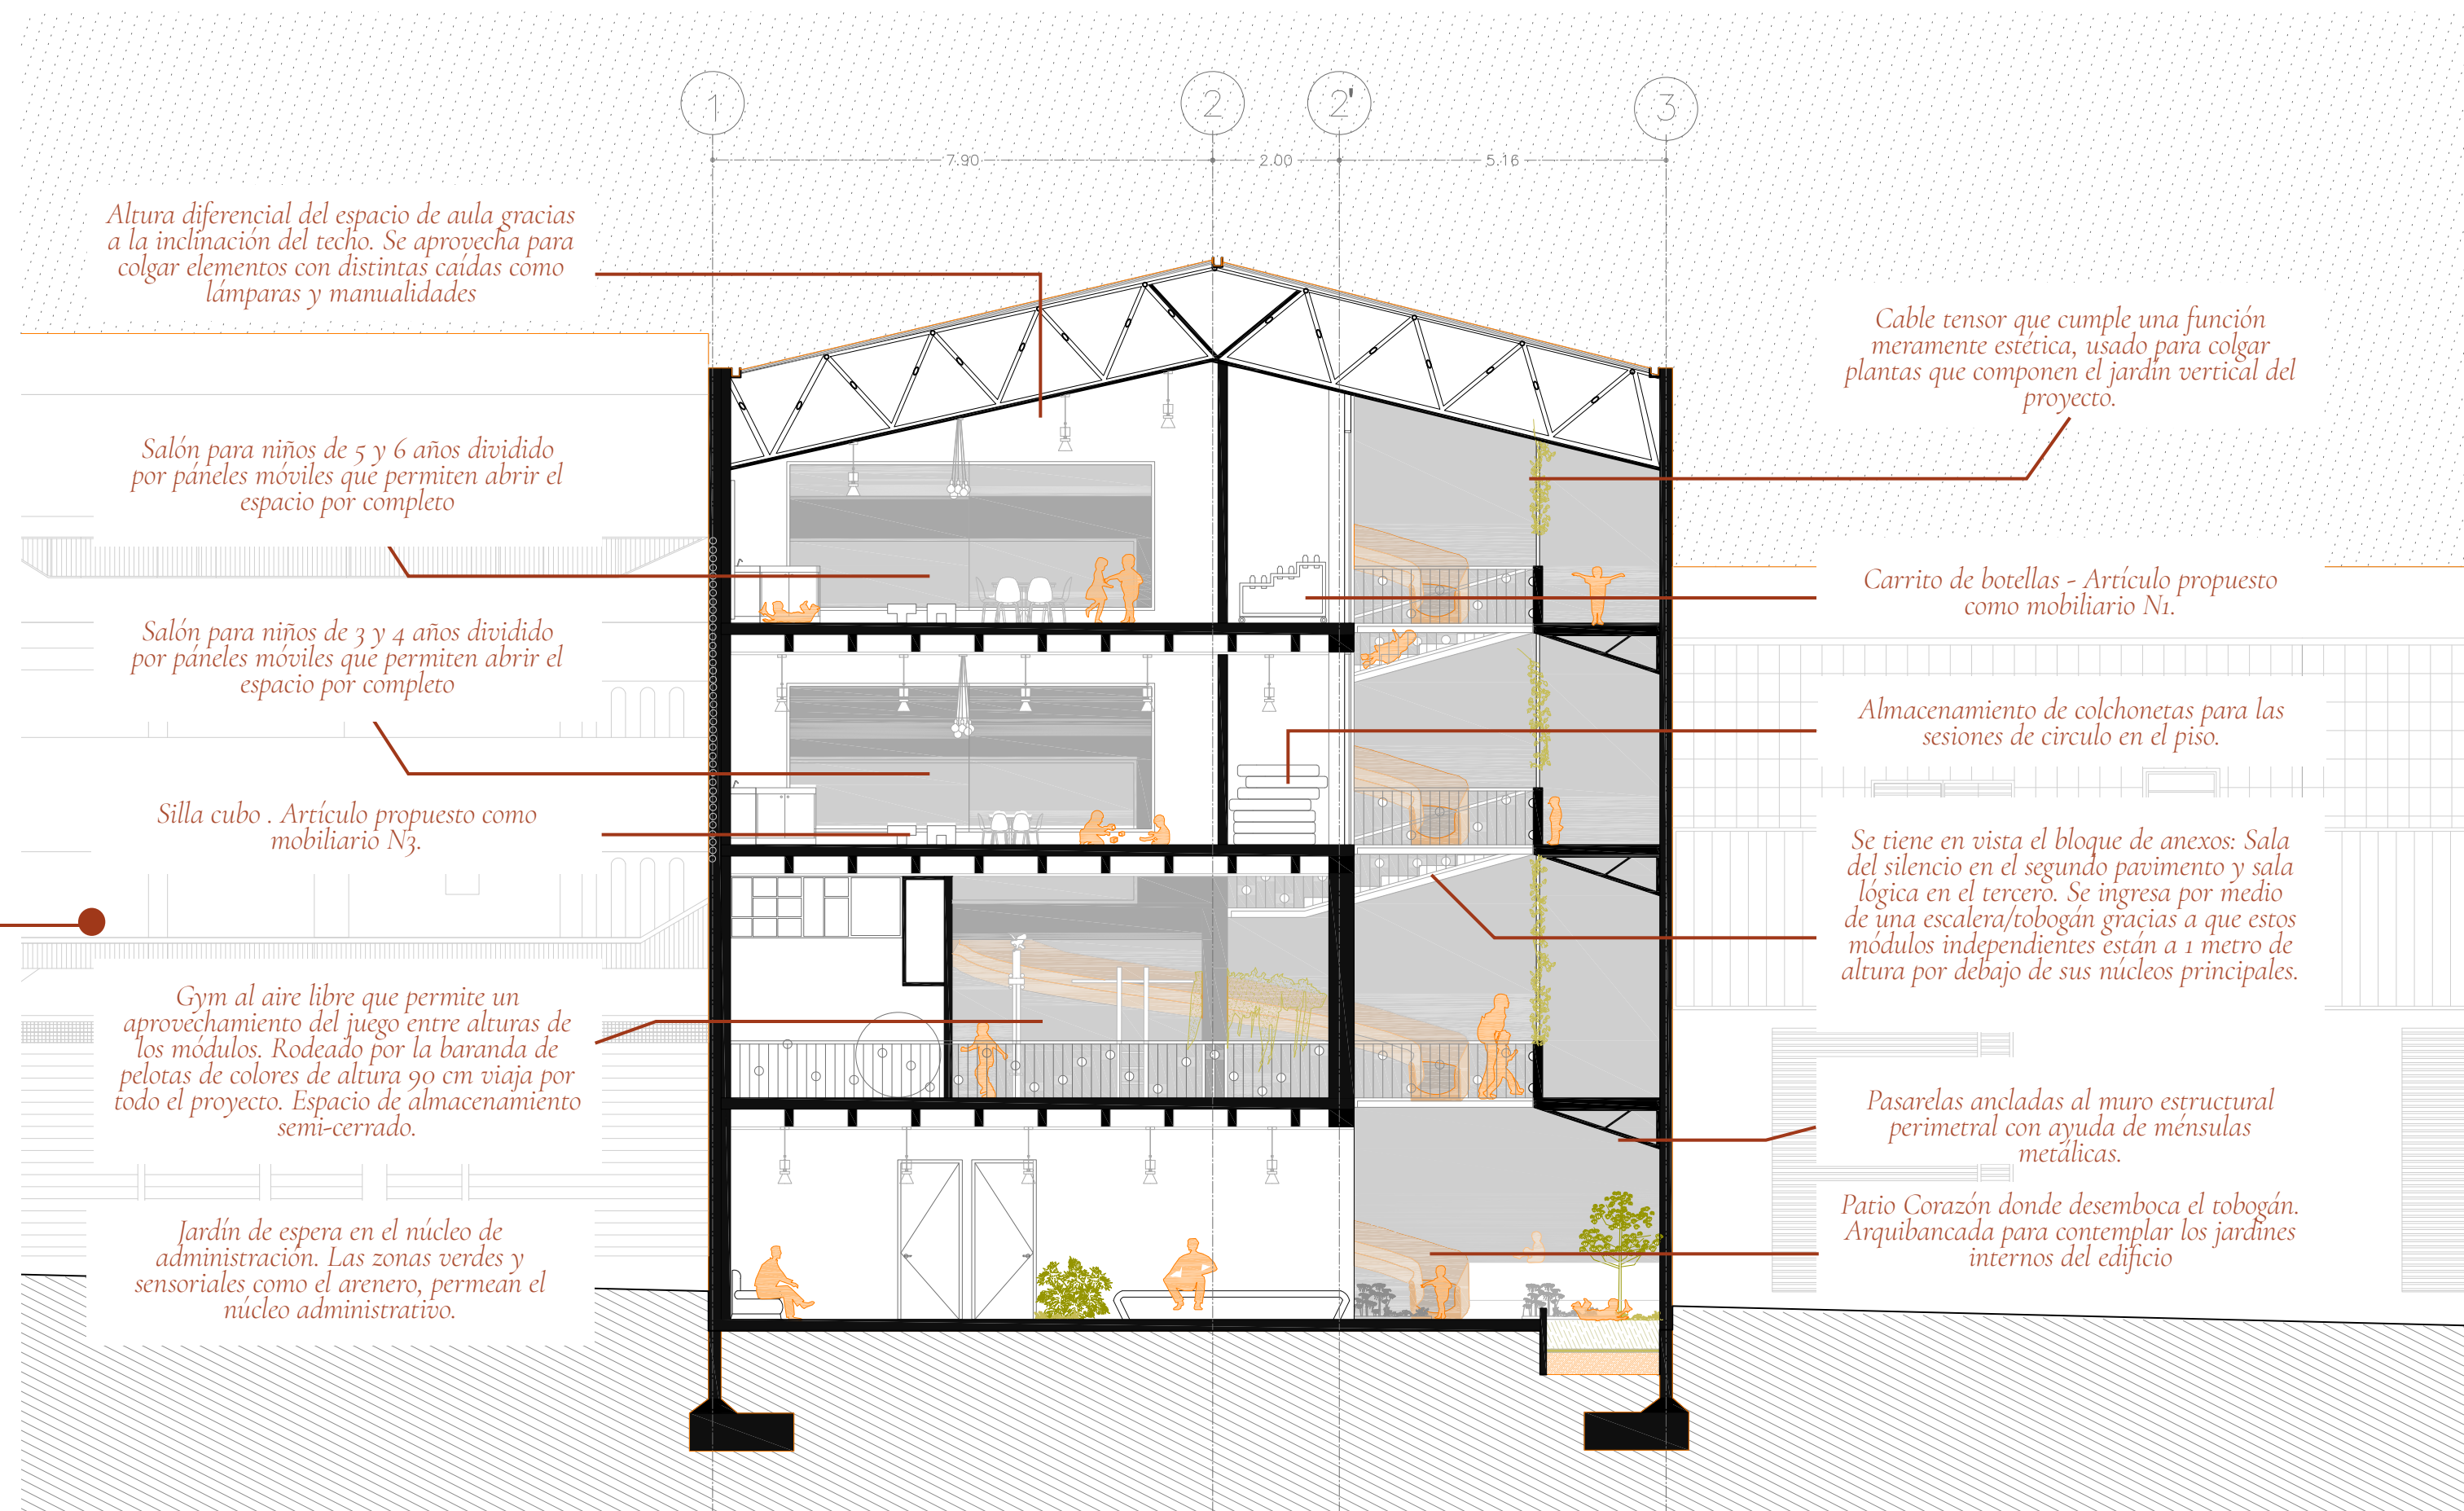 1
2
2'
3
7.90
2.00
5.16
Altura diferencial del espacio de aula gracias
a la inclinación del techo. Se aprovecha para
colgar elementos con distintas caídas como
lámparas y manualidades
Salón para niños de 5 y 6 años dividido
por páneles móviles que permiten abrir el
espacio por completo
Salón para niños de 3 y 4 años dividido
por páneles móviles que permiten abrir el
espacio por completo
Silla cubo . Artículo propuesto como
mobiliario N3.
Gym al aire libre que permite un
aprovechamiento del juego entre alturas de
los módulos. Rodeado por la baranda de
pelotas de colores de altura 90 cm viaja por
todo el proyecto. Espacio de almacenamiento
semi-cerrado.
Jardín de espera en el núcleo de
administración. Las zonas verdes y
sensoriales como el arenero, permean el
núcleo administrativo.
Cable tensor que cumple una función
meramente estética, usado para colgar
plantas que componen el jardín vertical del
proyecto.
Carrito de botellas - Artículo propuesto
como mobiliario N1.
Almacenamiento de colchonetas para las
sesiones de circulo en el piso.
Se tiene en vista el bloque de anexos: Sala
del silencio en el segundo pavimento y sala
lógica en el tercero. Se ingresa por medio
de una escalera/tobogán gracias a que estos
módulos independientes están a 1 metro de
altura por debajo de sus núcleos principales.
Pasarelas ancladas al muro estructural
perimetral con ayuda de ménsulas
metálicas.
Patio Corazón donde desemboca el tobogán.
Arquibancada para contemplar los jardines
internos del edificio